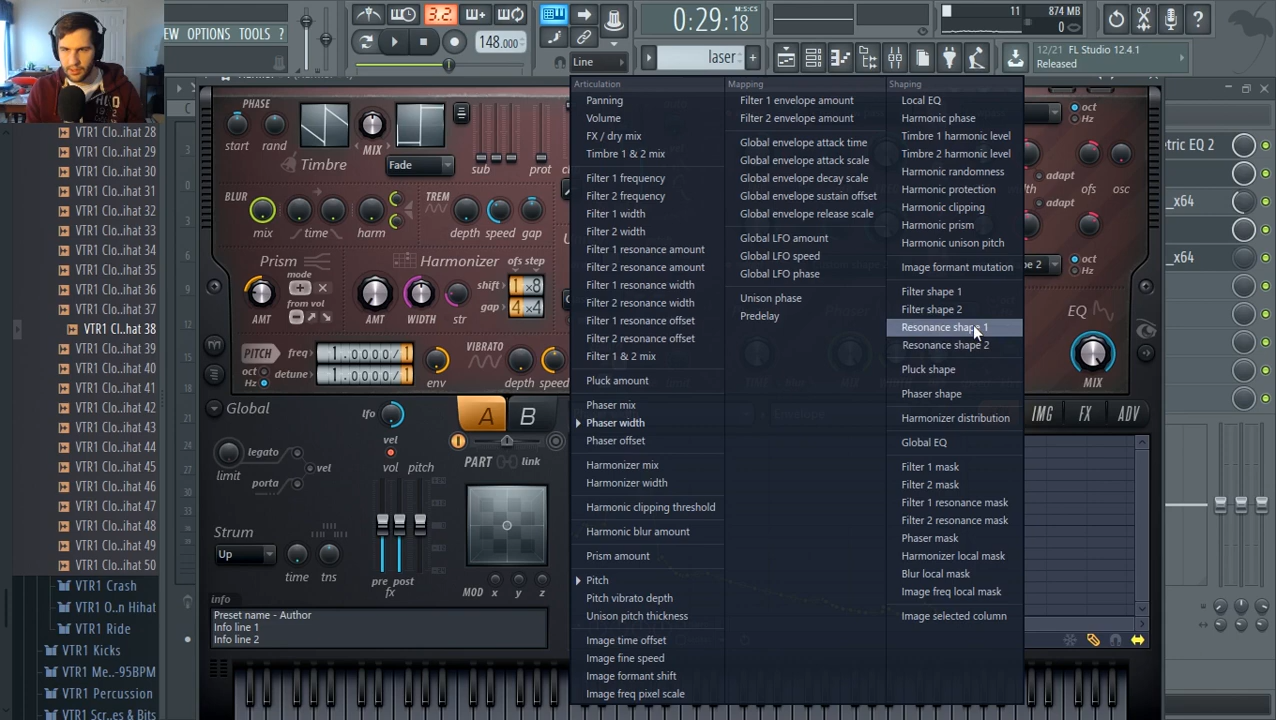 EW OPTIONS TOOLS ?
3.2
148.000
0:29:18
M:S:CS
11
874 MB
0
Line
laser
12/21 FL Studio 12.4.1
Released
VTR1 Clo..ihat 28
VTR1 Clo..ihat 29
VTR1 Clo..ihat 30
VTR1 Clo..ihat 31
VTR1 Clo..ihat 32
VTR1 Clo..ihat 33
VTR1 Clo..ihat 34
VTR1 Clo..ihat 35
VTR1 Clo..ihat 36
VTR1 Clo..ihat 37
VTR1 Cl..hat 38
VTR1 Clo..ihat 39
VTR1 Clo..ihat 40
VTR1 Clo..ihat 41
VTR1 Clo..ihat 42
VTR1 Clo..ihat 43
VTR1 Clo..ihat 44
VTR1 Clo..ihat 45
VTR1 Clo..ihat 46
VTR1 Clo..ihat 47
VTR1 Clo..ihat 48
VTR1 Clo..ihat 49
VTR1 Clo..ihat 50
VTR1 Crash
VTR1 O..n Hihat
VTR1 Ride
VTR1 Kicks
VTR1 Me..-95BPM
VTR1 Percussion
VTR1 Scr..es & Bits
PHASE
start rand
MIX
Timbre
Fade
sub
prot
BLUR
mix
time
harm
TREM
depth speed gap
Prism
mode
from vol
AMT
Harmonizer
AMT WIDTH str
ofs step
shift 1 x8
gap 4 x4
PITCH freq 1.0000/1
oct
Hz
detune 1.0000/1
env
VIBRATO
depth speed
Global
lfo
vel
vol pitch
legato
limit
vel
porta
Strum
Up
time tns
pre post
fx
A B
PART link
MOD x y z
info
Preset name - Author
Info line 1
Info line 2
Articulation
Panning
Volume
FX / dry mix
Timbre 1 & 2 mix
Filter 1 frequency
Filter 2 frequency
Filter 1 width
Filter 2 width
Filter 1 resonance amount
Filter 2 resonance amount
Filter 1 resonance width
Filter 2 resonance width
Filter 1 resonance offset
Filter 2 resonance offset
Filter 1 & 2 mix
Pluck amount
Phaser mix
Phaser width
Phaser offset
Harmonizer mix
Harmonizer width
Harmonic clipping threshold
Harmonic blur amount
Prism amount
Pitch
Pitch vibrato depth
Unison pitch thickness
Image time offset
Image fine speed
Image formant shift
Image freq pixel scale
Mapping
Filter 1 envelope amount
Filter 2 envelope amount
Global envelope attack time
Global envelope attack scale
Global envelope decay scale
Global envelope sustain offset
Global envelope release scale
Global LFO amount
Global LFO speed
Global LFO phase
Unison phase
Predelay
Shaping
Local EQ
Harmonic phase
Timbre 1 harmonic level
Timbre 2 harmonic level
Harmonic randomness
Harmonic protection
Harmonic clipping
Harmonic prism
Harmonic unison pitch
Image formant mutation
Filter shape 1
Filter shape 2
Resonance shape 1
Resonance shape 2
Pluck shape
Phaser shape
Harmonizer distribution
Global EQ
Filter 1 mask
Filter 2 mask
Filter 1 resonance mask
Filter 2 resonance mask
Phaser mask
Harmonizer local mask
Blur local mask
Image freq local mask
Image selected column
oct
Hz
adapt
ofs osc
adapt
oct
Hz
EQ
MIX
IMG FX ADV
etric EQ 2
_x64
_x64